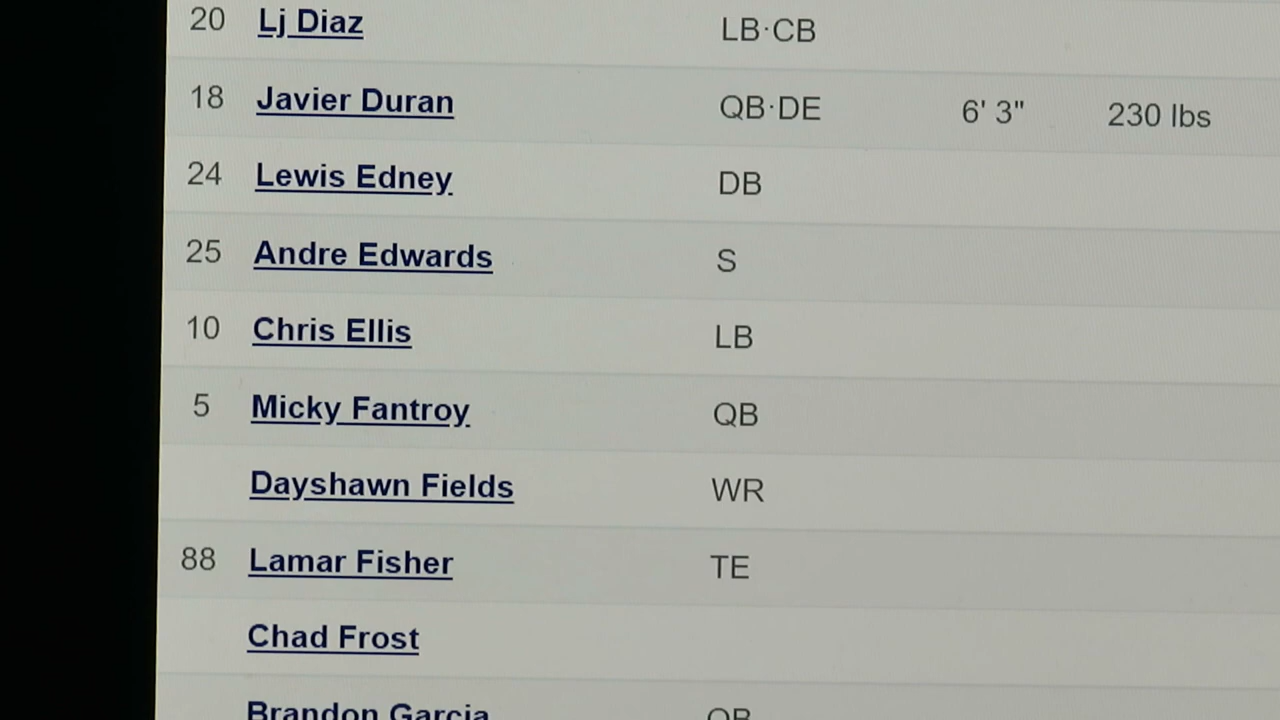 20 Lj Diaz LB·CB
18 Javier Duran QB·DE 6' 3" 230 lbs
24 Lewis Edney DB
25 Andre Edwards S
10 Chris Ellis LB
5 Micky Fantroy QB
Dayshawn Fields WR
88 Lamar Fisher TE
Chad Frost
Brandon Garcia